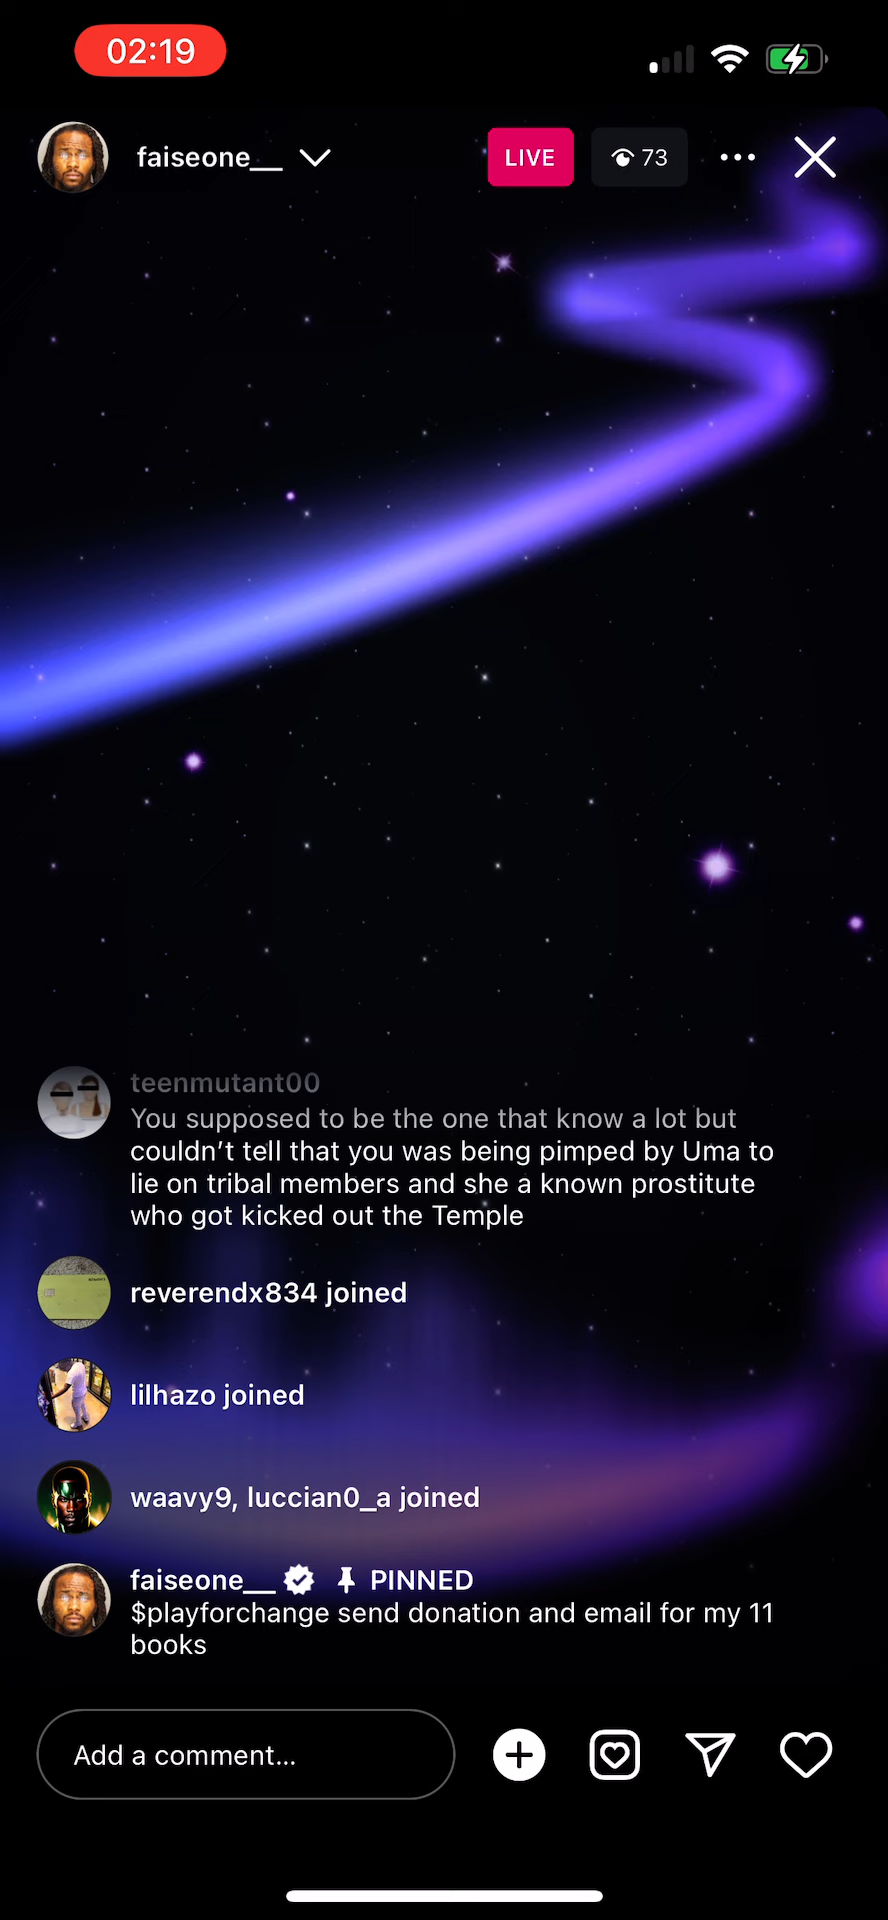 02:19
faiseone__
LIVE
73
teenmutant00
You supposed to be the one that know a lot but
couldn’t tell that you was being pimped by Uma to
lie on tribal members and she a known prostitute
who got kicked out the Temple
reverendx834 joined
lilhazo joined
waavy9, luccian0_a joined
faiseone__ PINNED
$playforchange send donation and email for my 11
books
Add a comment...